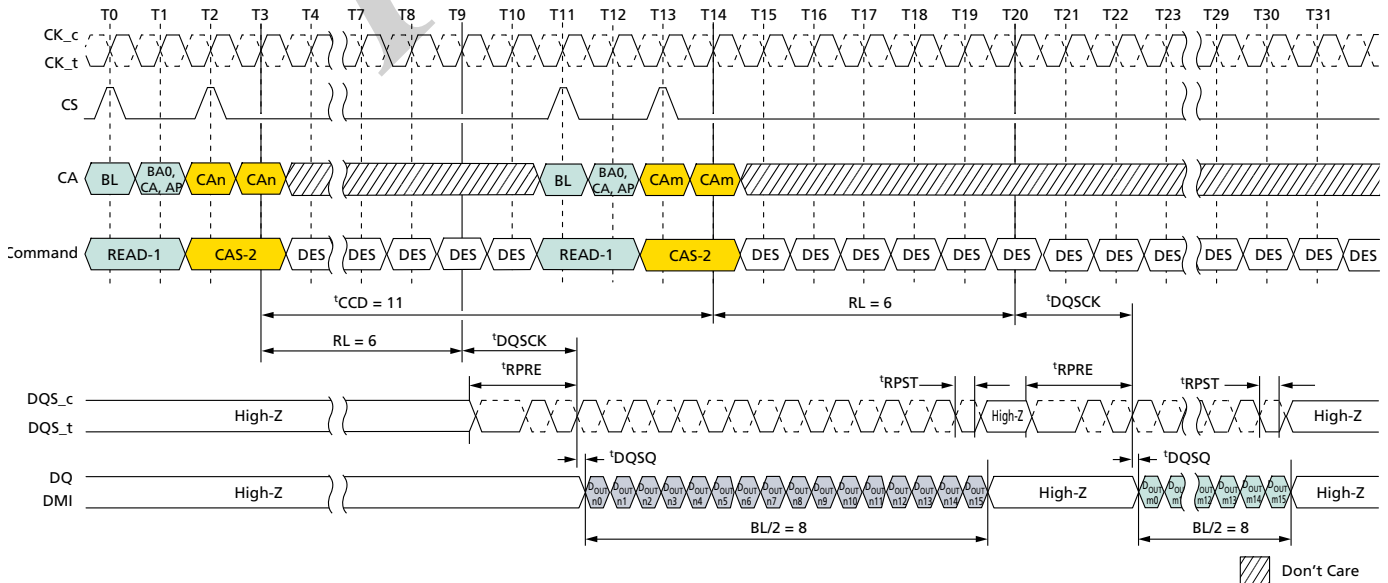 T0 T1 T2 T3 T4 T7 T8 T9 T10 T11 T12 T13 T14 T15 T16 T17 T18 T19 T20 T21 T22 T23 T29 T30 T31
CK_c
CK_t
CS
CA BL BA0, CA, AP CAn CAn BL BA0, CA, AP CAm CAm
Command READ-1 CAS-2 DES DES DES DES DES READ-1 CAS-2 DES DES DES DES DES DES DES DES DES DES DES DES
tCCD = 11 RL = 6 tDQSCK
RL = 6 tDQSCK
tRPRE tRPST tRPRE tRPST
DQS_c
DQS_t High-Z High-Z High-Z
tDQSQ tDQSQ
DQ
DMI High-Z DOUT n0 DOUT n1 DOUT n2 DOUT n3 DOUT n4 DOUT n5 DOUT n6 DOUT n7 DOUT n8 DOUT n9 DOUT n10 DOUT n11 DOUT n12 DOUT n13 DOUT n14 DOUT n15 High-Z DOUT m0 DOUT m1 DOUT m12 DOUT m13 DOUT m14 DOUT m15 High-Z
BL/2 = 8 BL/2 = 8
Don't Care